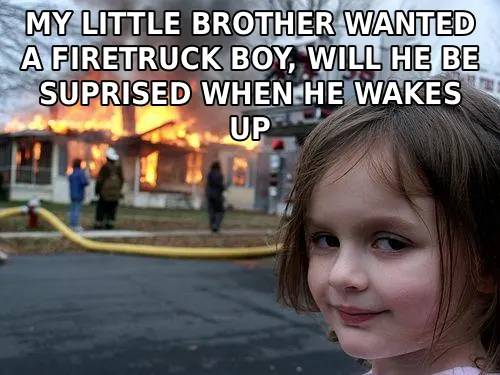 MY LITTLE BROTHER WANTED
A FIRETRUCK BOY, WILL HE BE
SUPRISED WHEN HE WAKES
UP